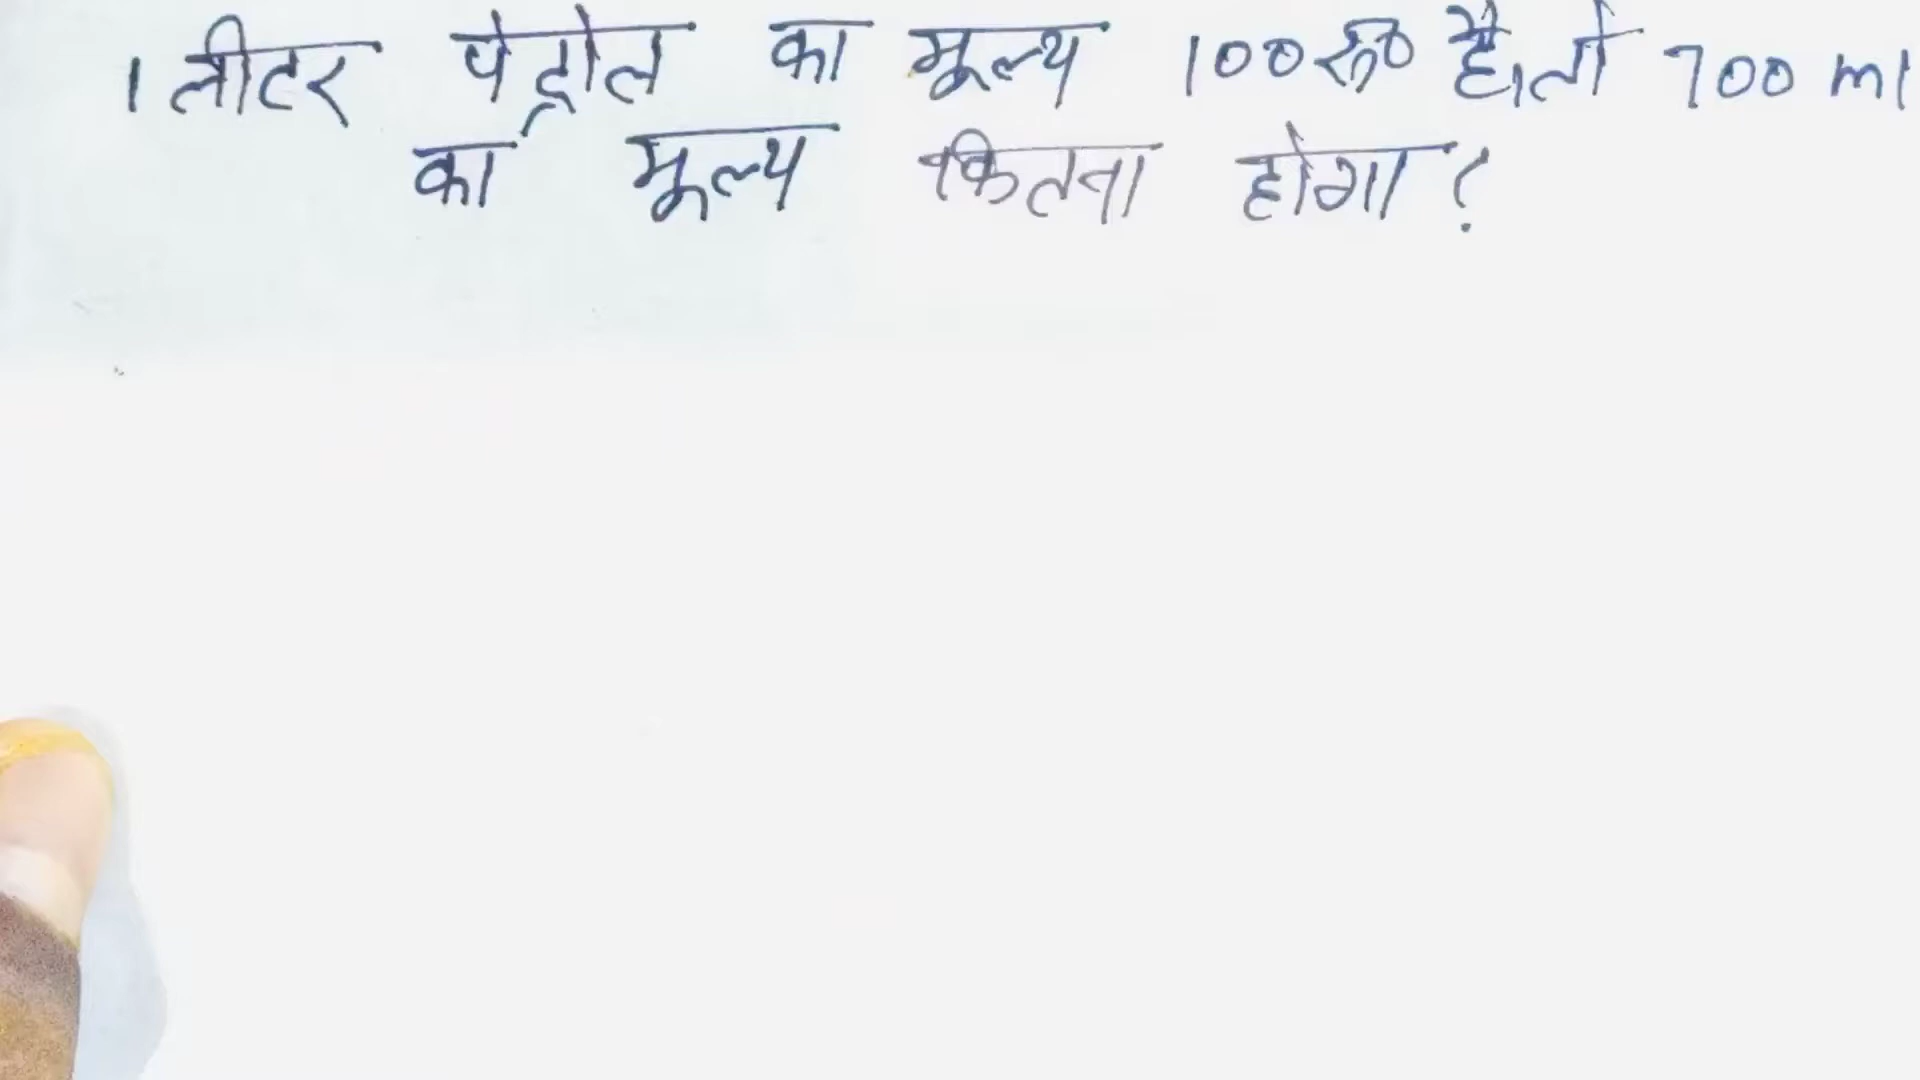 1 लीटर पेट्रोल का मूल्य 100रू० है, तो 700 ml
का मूल्य कितना होगा ?